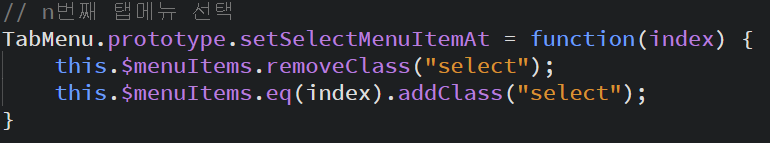 // n번째 탭메뉴 선택
TabMenu.prototype.setSelectMenuItemAt = function(index) {
    this.$menuItems.removeClass("select");
    this.$menuItems.eq(index).addClass("select");
}